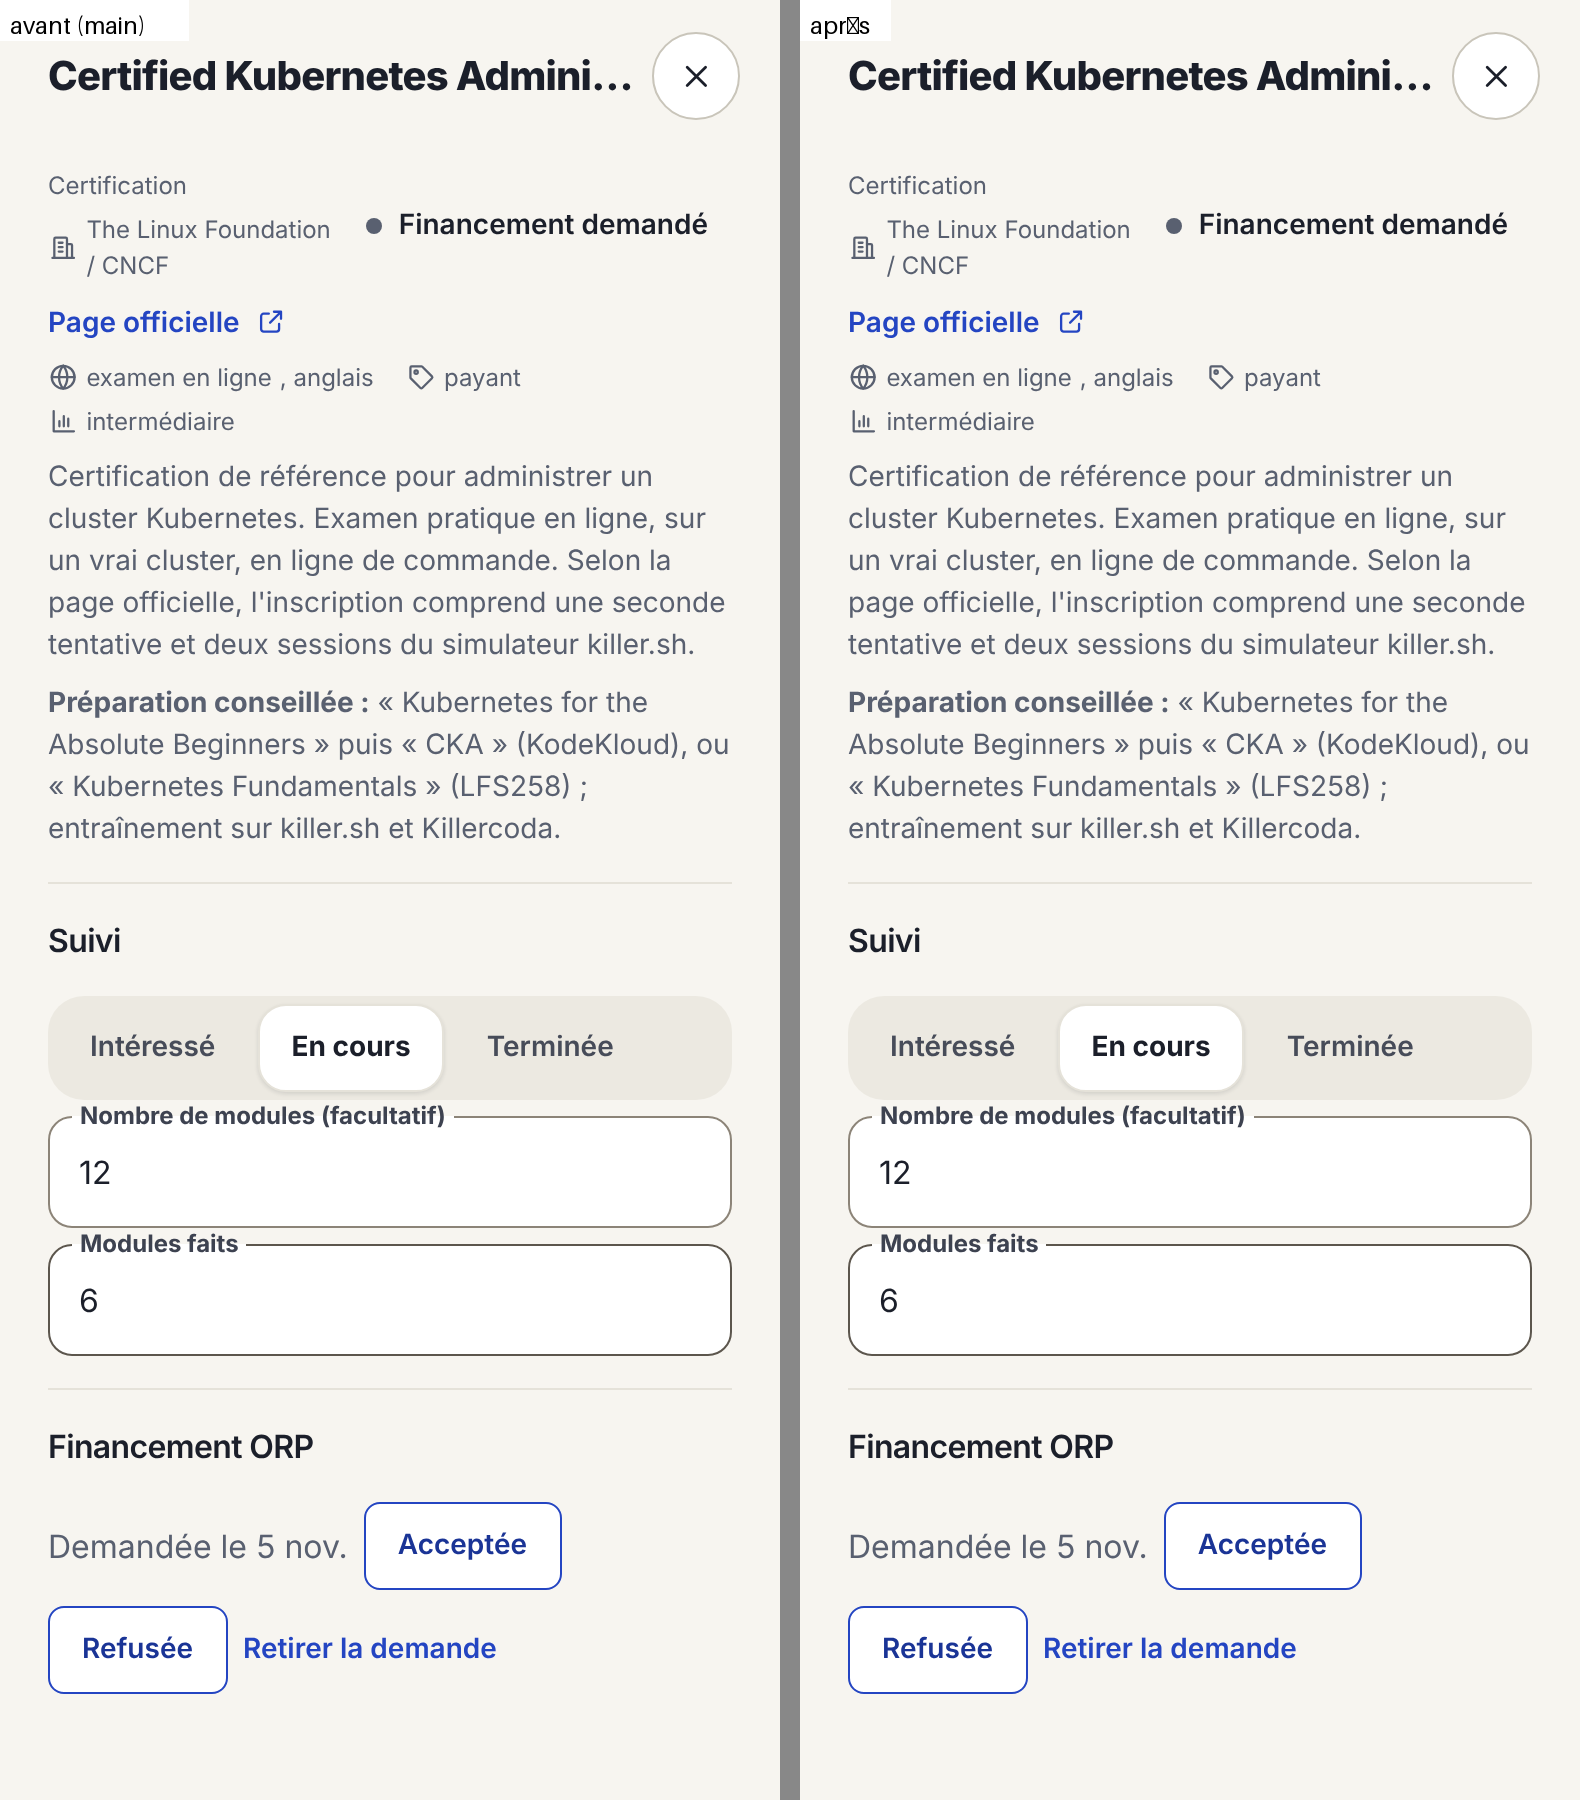 avant (main)
Certified Kubernetes Admini...
Certification
The Linux Foundation
/ CNCF
Financement demandé
Page officielle
examen en ligne , anglais
payant
intermédiaire
Certification de référence pour administrer un
cluster Kubernetes. Examen pratique en ligne, sur
un vrai cluster, en ligne de commande. Selon la
page officielle, l'inscription comprend une seconde
tentative et deux sessions du simulateur killer.sh.
Préparation conseillée : « Kubernetes for the
Absolute Beginners » puis « CKA » (KodeKloud), ou
« Kubernetes Fundamentals » (LFS258) ;
entraînement sur killer.sh et Killercoda.
Suivi
Intéressé
En cours
Terminée
Nombre de modules (facultatif)
12
Modules faits
6
Financement ORP
Demandée le 5 nov.
Acceptée
Refusée
Retirer la demande
apr□s
Certified Kubernetes Admini...
Certification
The Linux Foundation
/ CNCF
Financement demandé
Page officielle
examen en ligne , anglais
payant
intermédiaire
Certification de référence pour administrer un
cluster Kubernetes. Examen pratique en ligne, sur
un vrai cluster, en ligne de commande. Selon la
page officielle, l'inscription comprend une seconde
tentative et deux sessions du simulateur killer.sh.
Préparation conseillée : « Kubernetes for the
Absolute Beginners » puis « CKA » (KodeKloud), ou
« Kubernetes Fundamentals » (LFS258) ;
entraînement sur killer.sh et Killercoda.
Suivi
Intéressé
En cours
Terminée
Nombre de modules (facultatif)
12
Modules faits
6
Financement ORP
Demandée le 5 nov.
Acceptée
Refusée
Retirer la demande